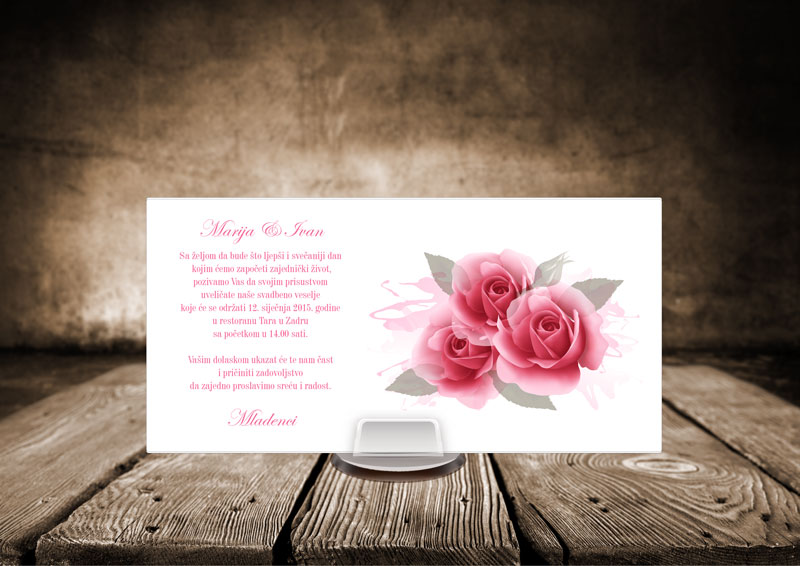 Marija & Ivan
Sa željom da bude što ljepši i svečaniji dan
kojim ćemo započeti zajednički život,
pozivamo Vas da svojim prisustvom
uveličate naše svadbeno veselje
koje će se održati 12. siječnja 2015. godine
u restoranu Tara u Zadru
sa početkom u 14.00 sati.
Vašim dolaskom ukazat će te nam čast
i pričiniti zadovoljstvo
da zajedno proslavimo sreću i radost.
Mladenci